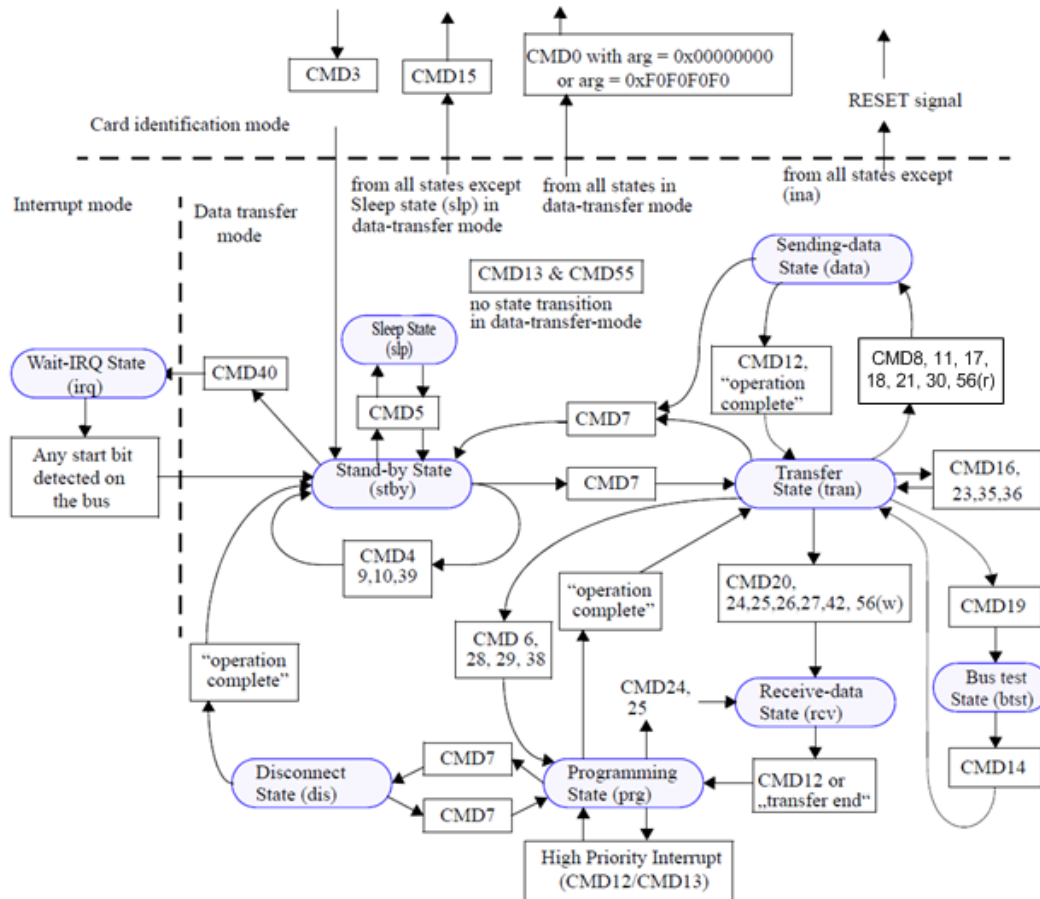 CMD3
CMD15
CMD0 with arg = 0x00000000
or arg = 0xF0F0F0F0
RESET signal
Card identification mode
from all states except
Sleep state (slp) in
data-transfer mode
from all states in
data-transfer mode
from all states except
(ina)
Interrupt mode
Data transfer
mode
CMD13 & CMD55
no state transition
in data-transfer-mode
Sending-data
State (data)
Sleep State
(slp)
Wait-IRQ State
(irq)
CMD40
CMD5
CMD7
CMD12,
“operation
complete”
CMD8, 11, 17,
18, 21, 30, 56(r)
Any start bit
detected on
the bus
Stand-by State
(stby)
CMD7
Transfer
State (tran)
CMD16,
23,35,36
CMD4
9,10,39
“operation
complete”
CMD20,
24,25,26,27,42, 56(w)
CMD19
CMD 6,
28, 29, 38
“operation
complete”
CMD24,
25
Receive-data
State (rcv)
Bus test
State (btst)
Disconnect
State (dis)
CMD7
CMD7
Programming
State (prg)
CMD12 or
„transfer end“
CMD14
High Priority Interrupt
(CMD12/CMD13)